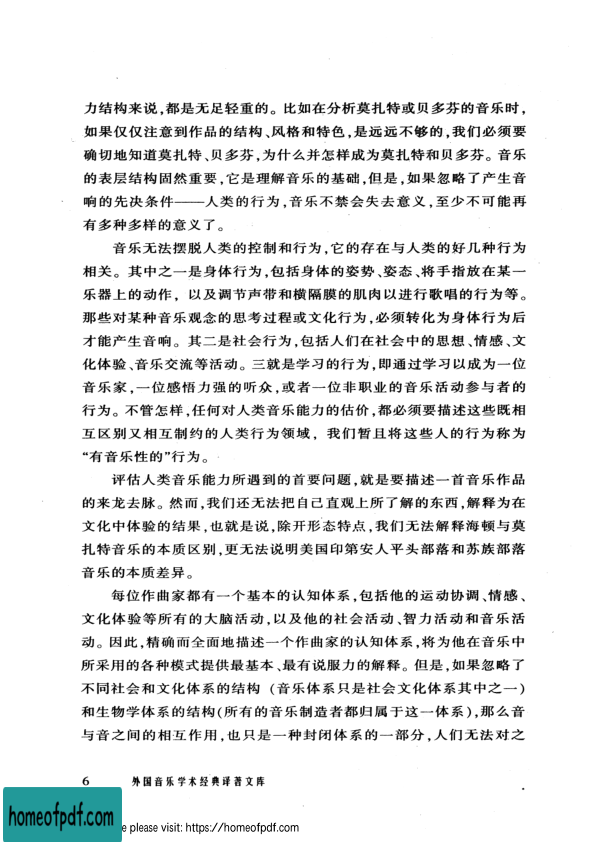 力结构来说,都是无足轻重的。比如在分析莫扎特或贝多芬的音乐时,
如果仅仅注意到作品的结构、风格和特色,是远远不够的,我们必须要
确切地知道莫扎特、贝多芬,为什么并怎样成为莫扎特和贝多芬。音乐
的表层结构固然重要,它是理解音乐的基础,但是,如果忽略了产生音
响的先决条件——人类的行为,音乐不禁会失去意义,至少不可能再
有多种多样的意义了。
音乐无法摆脱人类的控制和行为,它的存在与人类的好几种行为
相关。其中之一是身体行为,包括身体的姿势、姿态、将手指放在某一
乐器上的动作,以及调节声带和横隔膜的肌肉以进行歌唱的行为等。
那些对某种音乐观念的思考过程或文化行为,必须转化为身体行为后
才能产生音响。其二是社会行为,包括人们在社会中的思想、情感、文
化体验、音乐交流等活动。三就是学习的行为,即通过学习以成为一位
音乐家,一位感悟力强的听众,或者一位非职业的音乐活动参与者的
行为。不管怎样,任何对人类音乐能力的估价,都必须要描述这些既相
互区别又相互制约的人类行为领域,我们暂且将这些人的行为称为
“有音乐性的”行为。
评估人类音乐能力所遇到的首要问题,就是要描述一首音乐作品
的来龙去脉。然而,我们还无法把自己直观上所了解的东西,解释为在
文化中体验的结果,也就是说,除开形态特点,我们无法解释海顿与莫
扎特音乐的本质区别,更无法说明美国印第安人平头部落和苏族部落
音乐的本质差异。
每位作曲家都有一个基本的认知体系,包括他的运动协调、情感、
文化体验等所有的大脑活动,以及他的社会活动、智力活动和音乐活
动。因此,精确而全面地描述一个作曲家的认知体系,将为他在音乐中
所采用的各种模式提供最基本、最有说服力的解释。但是,如果忽略了
不同社会和文化体系的结构(音乐体系只是社会文化体系其中之一)
和生物学体系的结构(所有的音乐制造者都归属于这一体系),那么音
与音之间的相互作用,也只是一种封闭体系的一部分,人们无法对之
6 外国音乐学术经典译著文库
homeofpdf.com
e please visit: https://homeofpdf.com